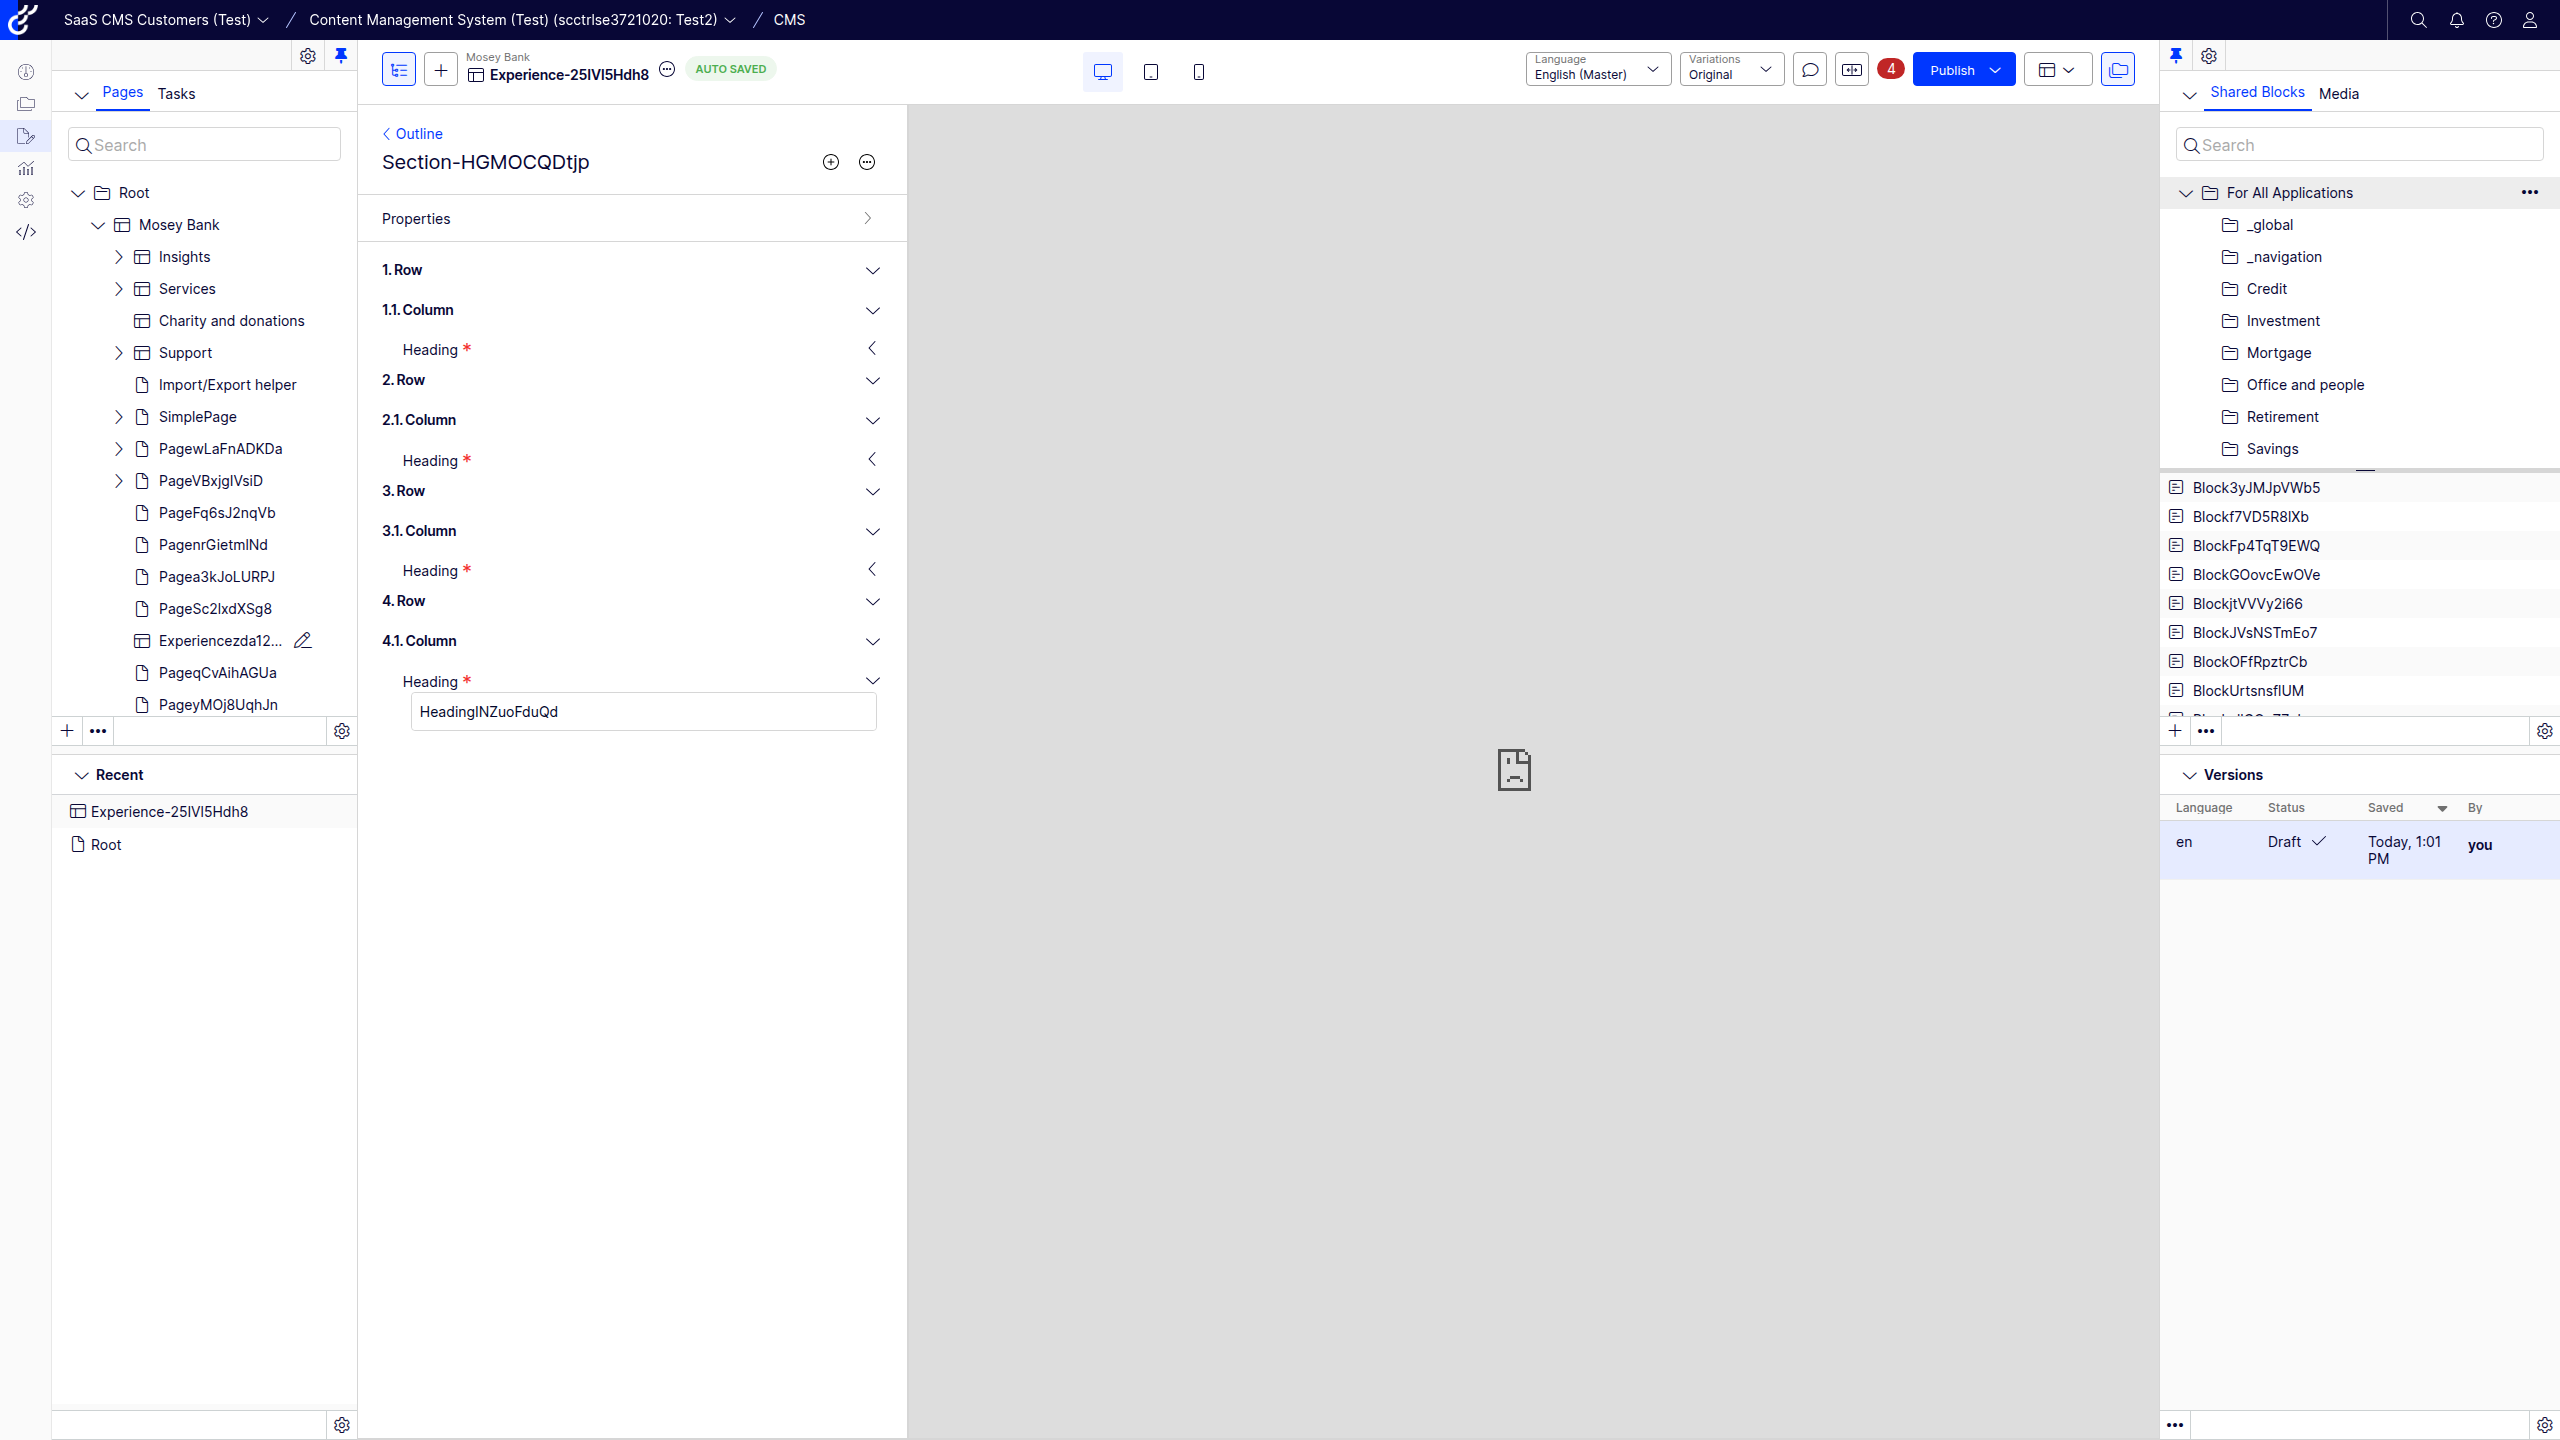 SaaS CMS Customers (Test) / Content Management System (Test) (scctrlse3721020: Test2) / CMS
Pages Tasks
Search
Root
Mosey Bank
Insights
Services
Charity and donations
Support
Import/Export helper
SimplePage
PagewLaFnADKDa
PageVBxjglVsiD
PageFq6sJ2nqVb
PagenrGietmlNd
Pagea3kJoLURPJ
PageSc2lxdXSg8
Experiencezda12...
PageqCvAihAGUa
PageyMOj8UqhJn
Recent
Experience-25IVI5Hdh8
Root
Mosey Bank
Experience-25IVI5Hdh8
AUTO SAVED
Language
English (Master)
Variations
Original
4
Publish
Outline
Section-HGMOCQDtjp
Properties
1. Row
1.1. Column
Heading *
2. Row
2.1. Column
Heading *
3. Row
3.1. Column
Heading *
4. Row
4.1. Column
Heading *
HeadingINZuoFduQd
Shared Blocks Media
Search
For All Applications
_global
_navigation
Credit
Investment
Mortgage
Office and people
Retirement
Savings
Block3yJMJpVWb5
Blockf7VD5R8lXb
BlockFp4TqT9EWQ
BlockGOovcEwOVe
BlockjtVVVy2i66
BlockJVsNSTmEo7
BlockOFfRpztrCb
BlockUrtsnsflUM
Versions
Language Status Saved By
en Draft Today, 1:01 PM you